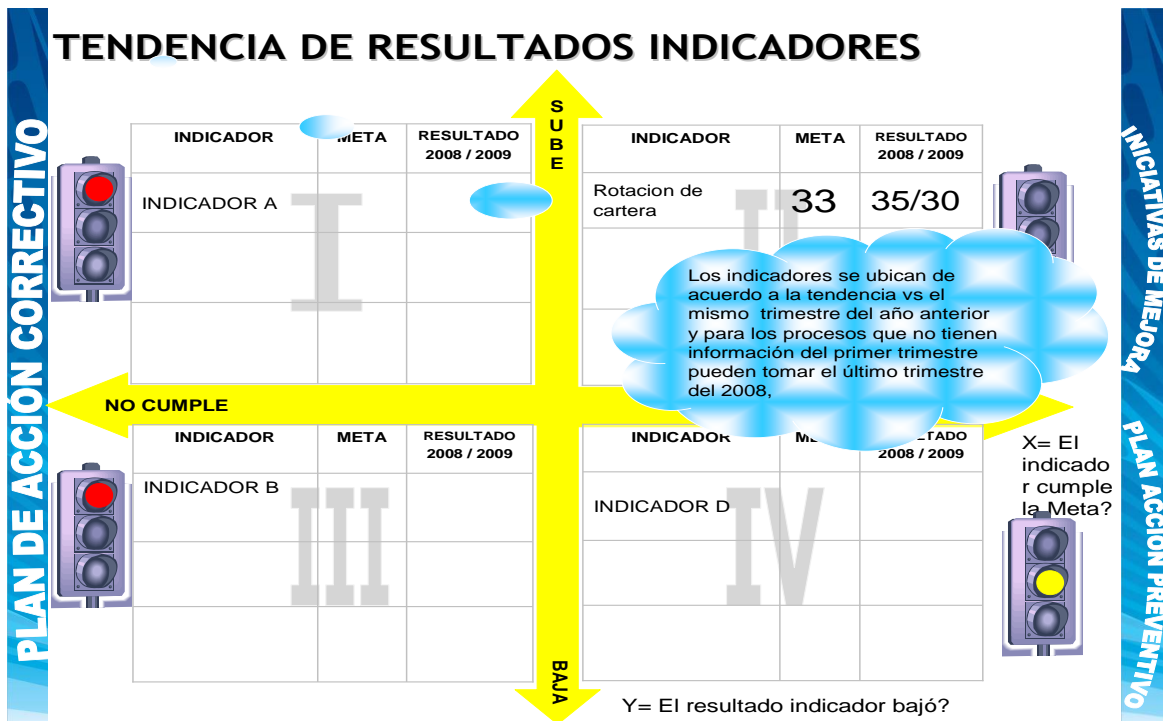 TENDENCIA DE RESULTADOS INDICADORES
PLAN DE ACCIÓN CORRECTIVO
SUBE
INDICADOR META RESULTADO
2008 / 2009
INDICADOR A
I
INDICADOR META RESULTADO
2008 / 2009
Rotacion de
cartera
33 35/30
II
Los indicadores se ubican de
acuerdo a la tendencia vs el
mismo trimestre del año anterior
y para los procesos que no tienen
información del primer trimestre
pueden tomar el último trimestre
del 2008,
NO CUMPLE
INDICADOR META RESULTADO
2008 / 2009
INDICADOR B
III
INDICADOR
2008 / 2009
INDICADOR D
IV
BAJA
X= El
indicado
r cumple
la Meta?
Y= El resultado indicador bajó?
INICIATIVAS DE MEJORA
PLAN ACCION PREVENTIVO